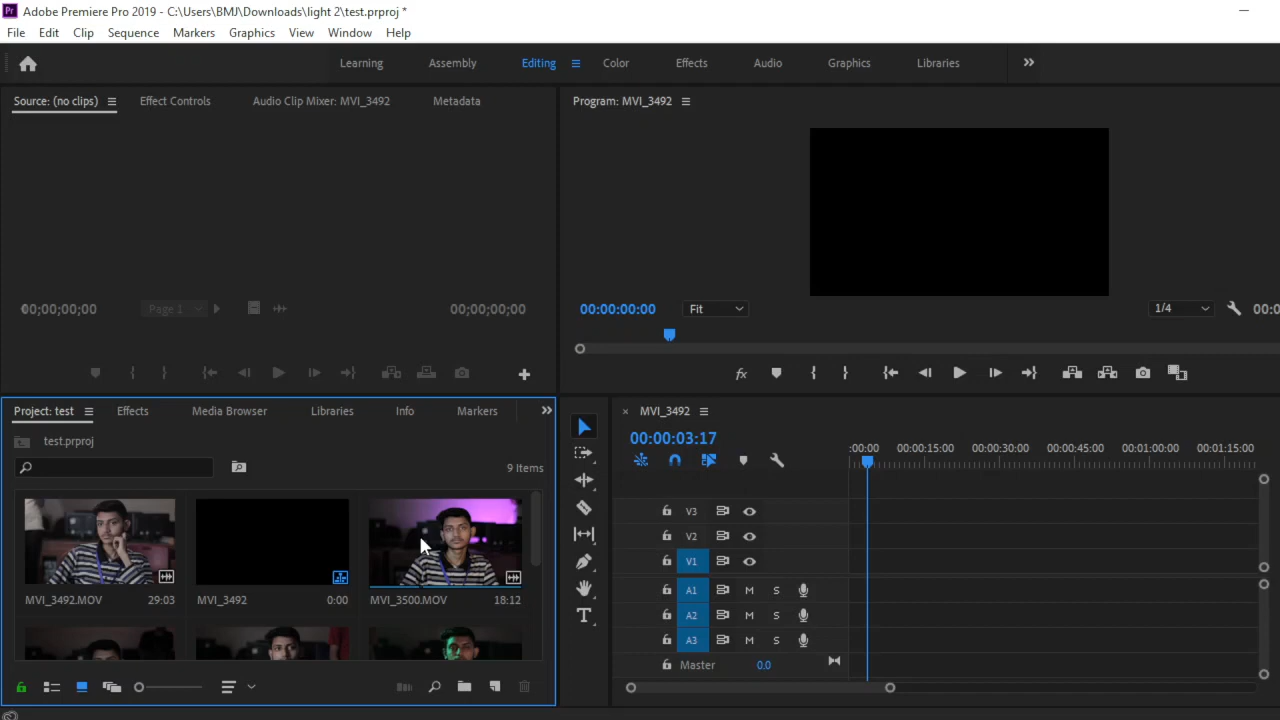 Pr Adobe Premiere Pro 2019 - C:\Users\BMJ\Downloads\light 2\test.prproj *
File Edit Clip Sequence Markers Graphics View Window Help
Learning Assembly Editing Color Effects Audio Graphics Libraries
Source: (no clips) Effect Controls Audio Clip Mixer: MVI_3492 Metadata
Program: MVI_3492
00;00;00;00 Page 1 00;00;00;00
00:00:00:00 Fit 1/4 00:0
fx
Project: test Effects Media Browser Libraries Info Markers
test.prproj
9 Items
MVI_3492.MOV 29:03
MVI_3492 0:00
MVI_3500.MOV 18:12
MVI_3492
00:00:03:17
:00:00 00:00:15:00 00:00:30:00 00:00:45:00 00:01:00:00 00:01:15:00
V3
V2
V1
A1 M S
A2 M S
A3 M S
Master 0.0